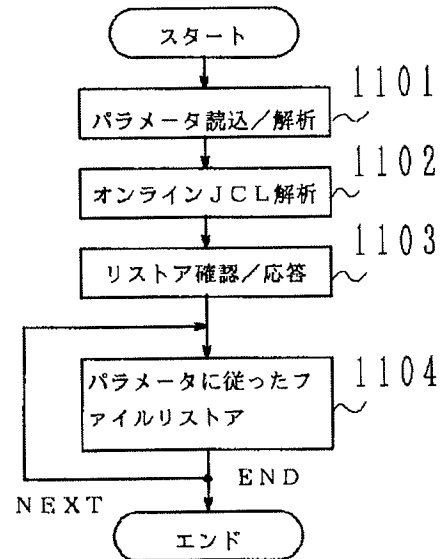 スタート
1101
パラメータ読込／解析
1102
オンラインＪＣＬ解析
1103
リストア確認／応答
1104
パラメータに従ったフ
ァイルリストア
ＥＮＤ
ＮＥＸＴ
エンド